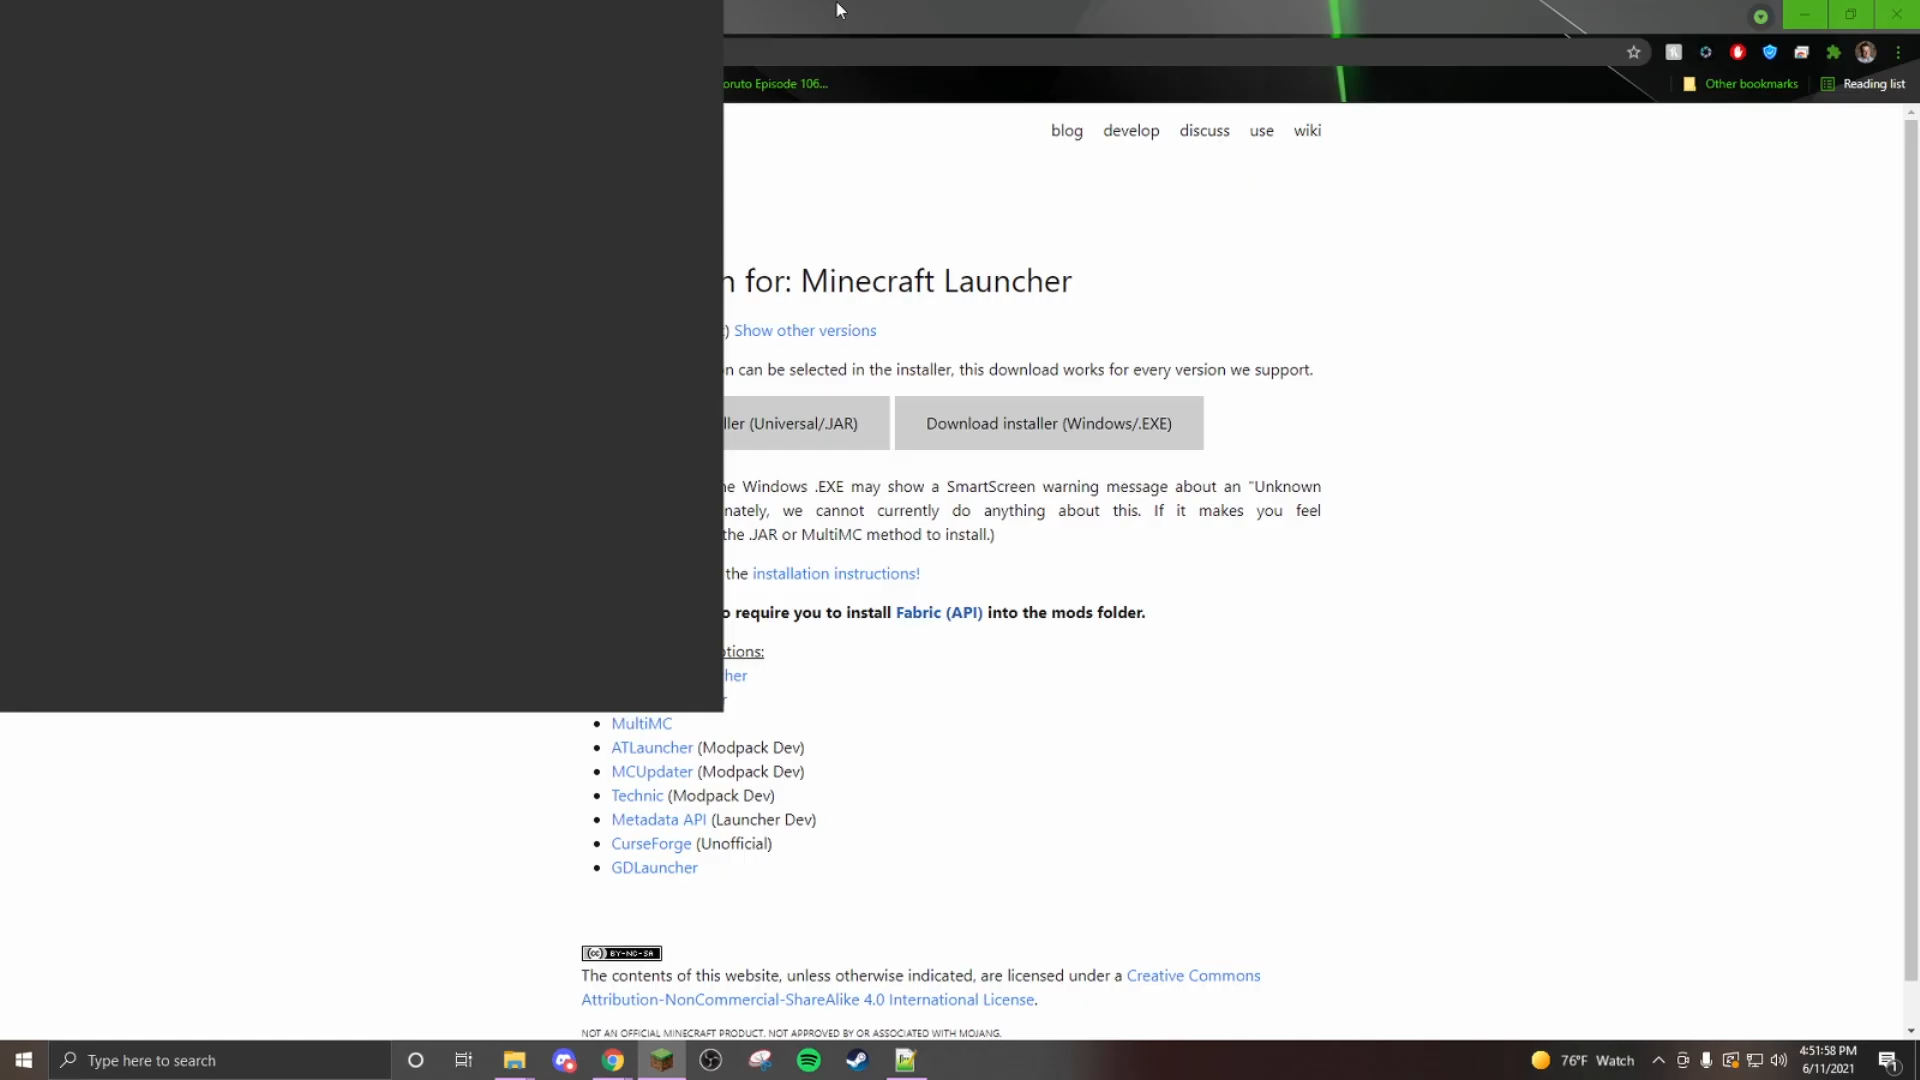 oruto Episode 106...
Other bookmarks
Reading list
blog develop discuss use wiki
n for: Minecraft Launcher
) Show other versions
n can be selected in the installer, this download works for every version we support.
ller (Universal/.JAR)
Download installer (Windows/.EXE)
ne Windows .EXE may show a SmartScreen warning message about an "Unknown
nately, we cannot currently do anything about this. If it makes you feel
the .JAR or MultiMC method to install.)
the installation instructions!
o require you to install Fabric (API) into the mods folder.
otions:
her
r
MultiMC
ATLauncher (Modpack Dev)
MCUpdater (Modpack Dev)
Technic (Modpack Dev)
Metadata API (Launcher Dev)
CurseForge (Unofficial)
GDLauncher
(cc) BY-NC-SA
The contents of this website, unless otherwise indicated, are licensed under a Creative Commons
Attribution-NonCommercial-ShareAlike 4.0 International License.
NOT AN OFFICIAL MINECRAFT PRODUCT. NOT APPROVED BY OR ASSOCIATED WITH MOJANG.
Type here to search
76°F Watch
4:51:58 PM
6/11/2021
1